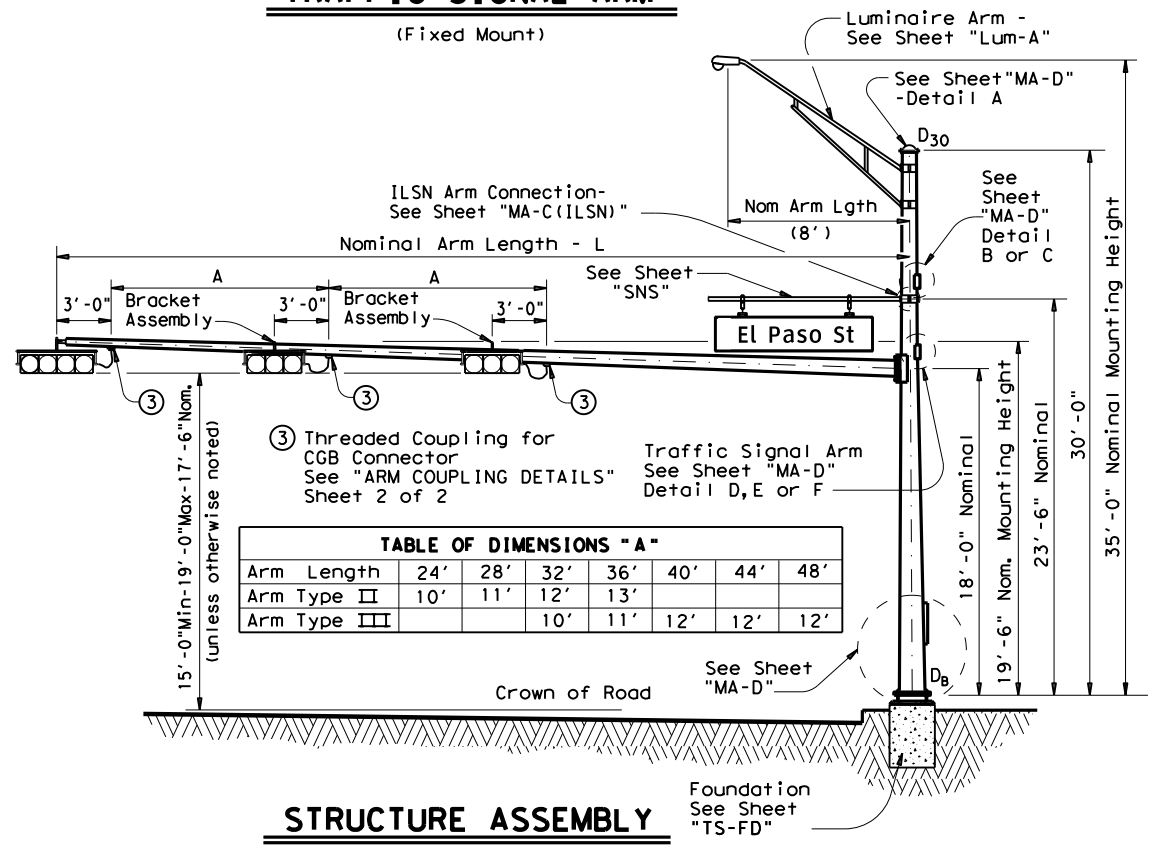 (Fixed Mount)
Luminaire Arm -
See Sheet "Lum-A"
See Sheet"MA-D"
-Detail A
D30
See
Sheet
"MA-D"
Detail
B or C
ILSN Arm Connection-
See Sheet "MA-C(ILSN)"
Nom Arm Lgth
(8')
Nominal Arm Length - L
A
A
See Sheet
"SNS"
3'-0"
Bracket
Assembly
3'-0"
Bracket
Assembly
3'-0"
El Paso St
3
3
3
3 Threaded Coupling for
CGB Connector
See "ARM COUPLING DETAILS"
Sheet 2 of 2
Traffic Signal Arm
See Sheet "MA-D"
Detail D,E or F
15'-0"Min-19'-0"Max-17'-6"Nom.
(unless otherwise noted)
18'-0" Nominal
19'-6" Nom. Mounting Height
23'-6" Nominal
30'-0"
35'-0" Nominal Mounting Height
TABLE OF DIMENSIONS "A"
Arm Length 24' 28' 32' 36' 40' 44' 48'
Arm Type II 10' 11' 12' 13'
Arm Type III 10' 11' 12' 12' 12'
See Sheet
"MA-D"
DB
Crown of Road
Foundation
See Sheet
"TS-FD"
STRUCTURE ASSEMBLY